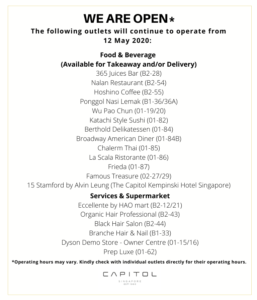 WE ARE OPEN*
The following outlets will continue to operate from
12 May 2020:
Food & Beverage
(Available for Takeaway and/or Delivery)
365 Juices Bar (B2-28)
Nalan Restaurant (B2-54)
Hoshino Coffee (B2-55)
Ponggol Nasi Lemak (B1-36/36A)
Wu Pao Chun (01-19/20)
Katachi Style Sushi (01-82)
Berthold Delikatessen (01-84)
Broadway American Diner (01-84B)
Chalerm Thai (01-85)
La Scala Ristorante (01-86)
Frieda (01-87)
Famous Treasure (02-27/29)
15 Stamford by Alvin Leung (The Capitol Kempinski Hotel Singapore)
Services & Supermarket
Eccellente by HAO mart (B2-12/21)
Organic Hair Professional (B2-43)
Black Hair Salon (B2-44)
Branche Hair & Nail (B1-33)
Dyson Demo Store - Owner Centre (01-15/16)
Prep Luxe (01-62)
*Operating hours may vary. Kindly check with individual outlets directly for their operating hours.
CAPITOL
SINGAPORE